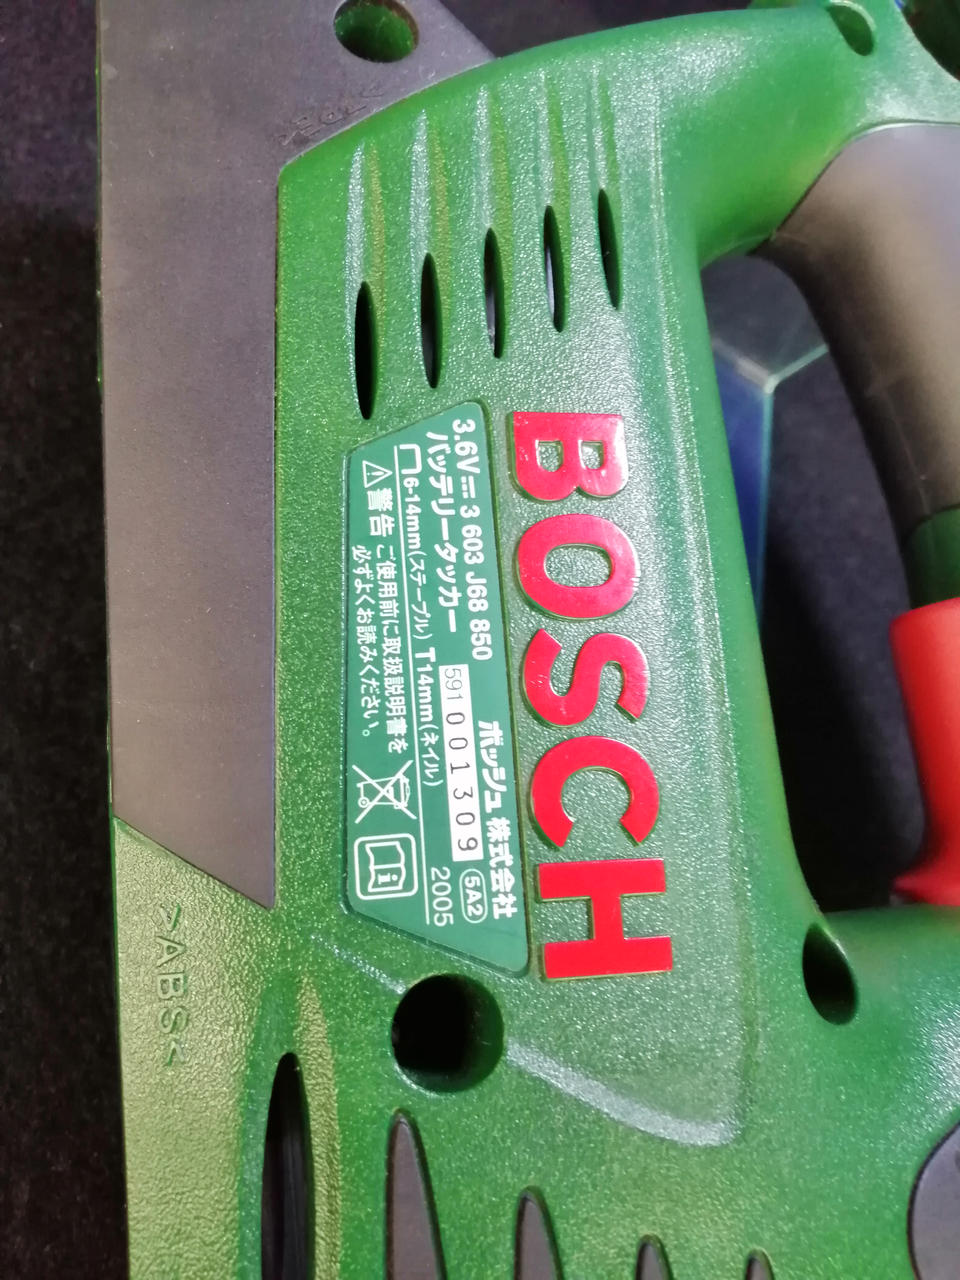 BOSCH
3.6V 3 603 J68 850
バッテリータッカー
6-14mm(ステープル) T14mm(ネイル)
警告 ご使用前に取扱説明書を
必ずよくお読みください。
ボッシュ 株式会社
591001309
5A2
2005
>ABS<